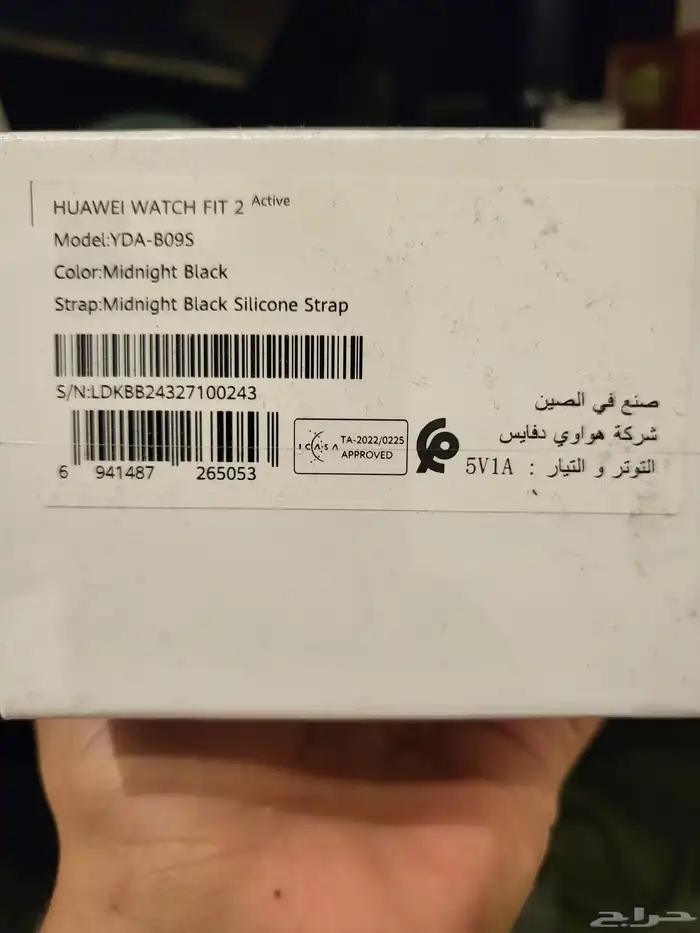 HUAWEI WATCH FIT 2 Active
Model:YDA-B09S
Color:Midnight Black
Strap:Midnight Black Silicone Strap
S/N:LDKBB24327100243
6 941487 265053
ICASA TA-2022/0225
APPROVED
صنع في الصين
شركة هواوي دفايس
التوتر و التيار : 5V1A
حراج